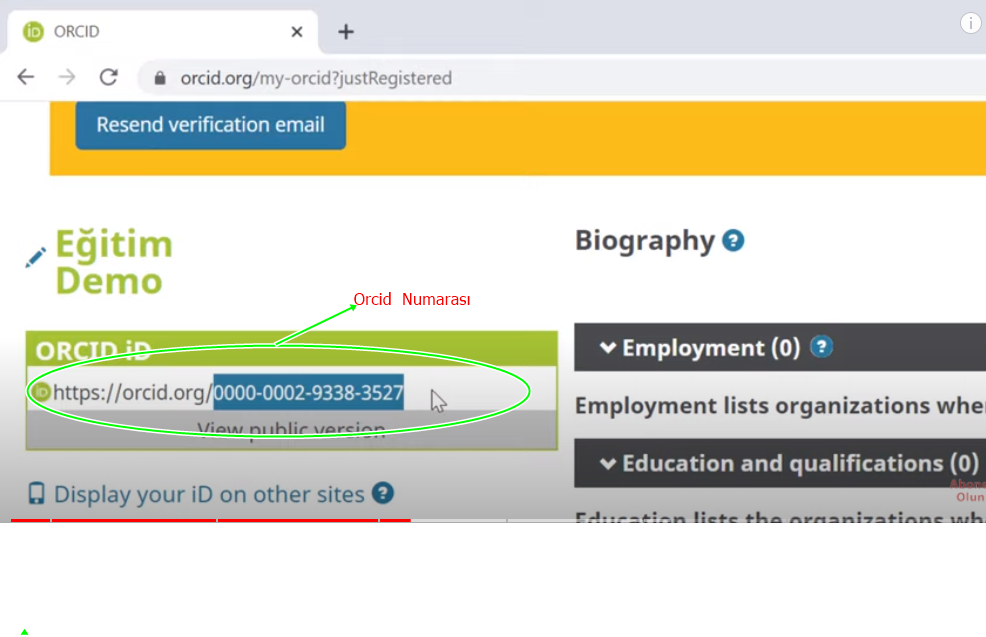 ORCID
orcid.org/my-orcid?justRegistered
Resend verification email
Eğitim
Demo
Biography
Orcid Numarası
ORCID iD
https://orcid.org/0000-0002-9338-3527
View public version
Display your iD on other sites
Employment (0)
Employment lists organizations whe
Education and qualifications (0)
Abone
Olun
Education lists the organizations wh